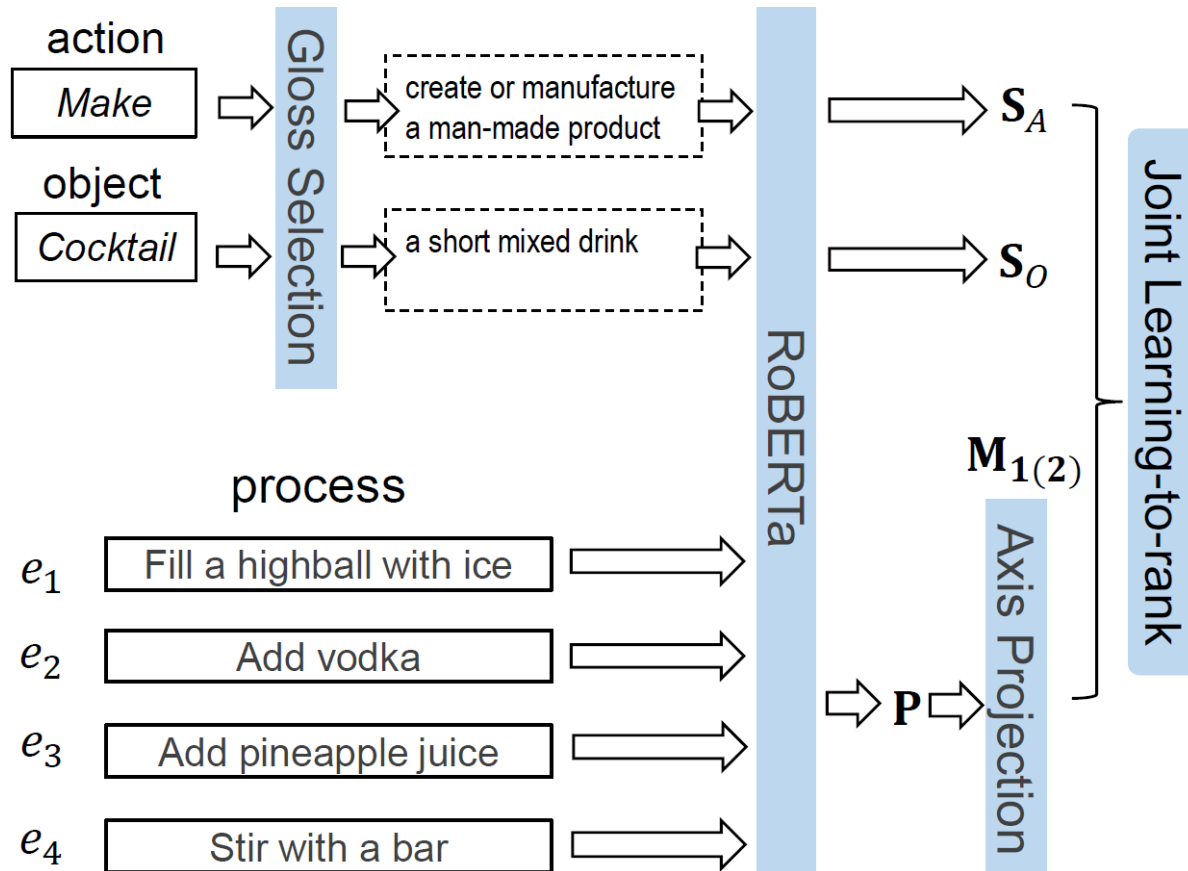 action
Make
object
Cocktail
Gloss Selection
create or manufacture
a man-made product
a short mixed drink
RoBERTa
S_A
S_O
Joint Learning-to-rank
process
e_1
Fill a highball with ice
e_2
Add vodka
e_3
Add pineapple juice
e_4
Stir with a bar
P
M_1(2)
Axis Projection